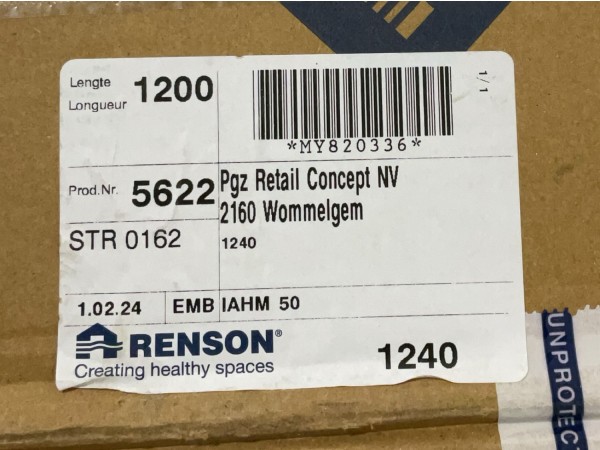 Lengte
Longueur 1200
1/1
*MY820336*
Prod.Nr. 5622
Pgz Retail Concept NV
2160 Wommelgem
STR 0162
1240
1.02.24 EMB IAHM 50
RENSON®
Creating healthy spaces
1240
UNPROTEC